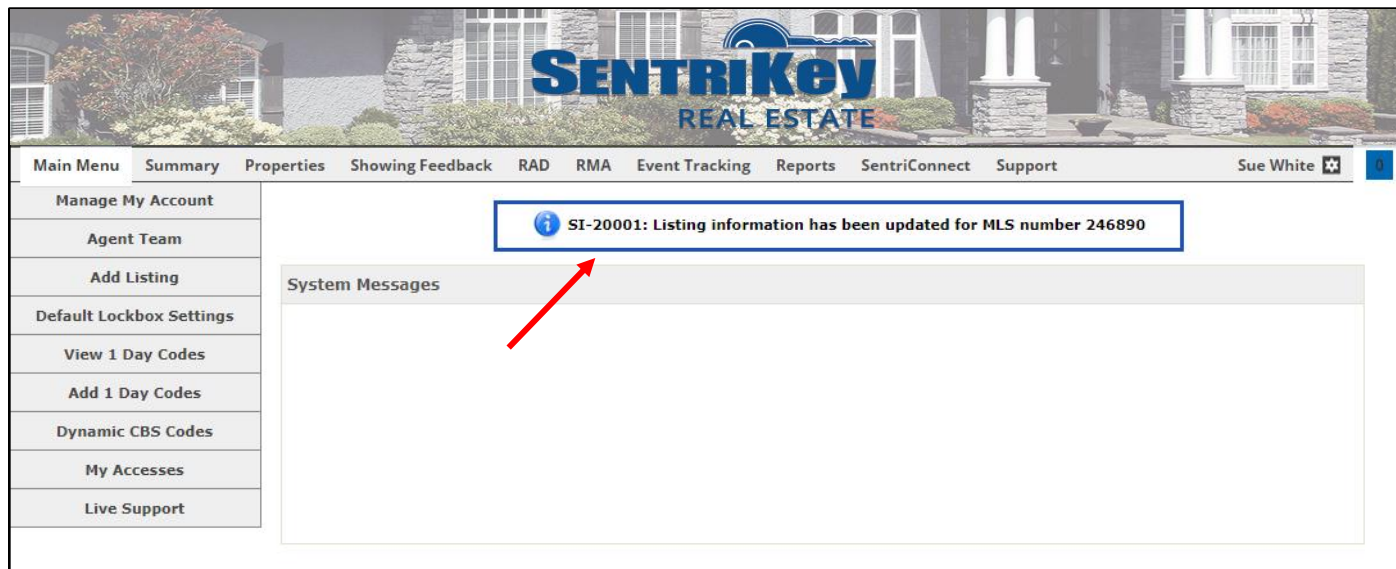 SENTRIKEY
REAL ESTATE
Main Menu Summary Properties Showing Feedback RAD RMA Event Tracking Reports SentriConnect Support Sue White 0
Manage My Account
Agent Team
Add Listing
Default Lockbox Settings
View 1 Day Codes
Add 1 Day Codes
Dynamic CBS Codes
My Accesses
Live Support
SI-20001: Listing information has been updated for MLS number 246890
System Messages